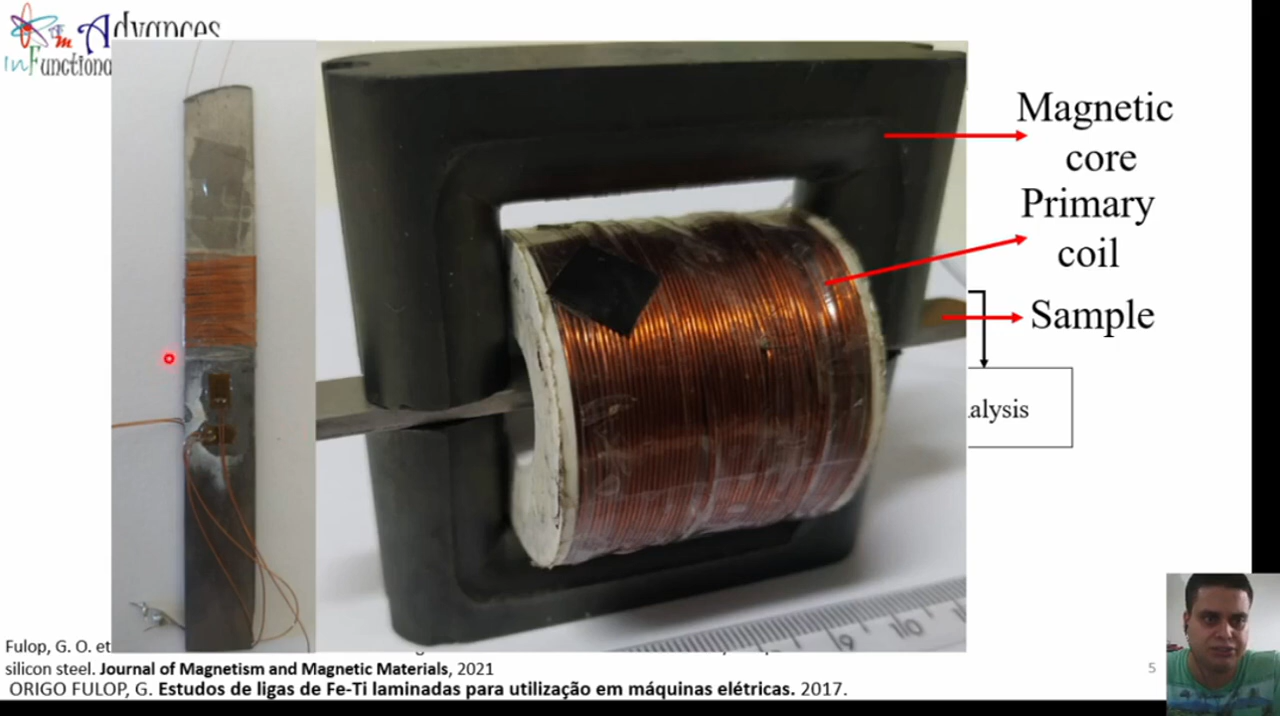 Advances
in Functiona
Magnetic
core
Primary
coil
Sample
alysis
Fulop, G. O. et
silicon steel. Journal of Magnetism and Magnetic Materials, 2021
ORIGO FULOP, G. Estudos de ligas de Fe-Ti laminadas para utilização em máquinas elétricas. 2017.
5
9
10